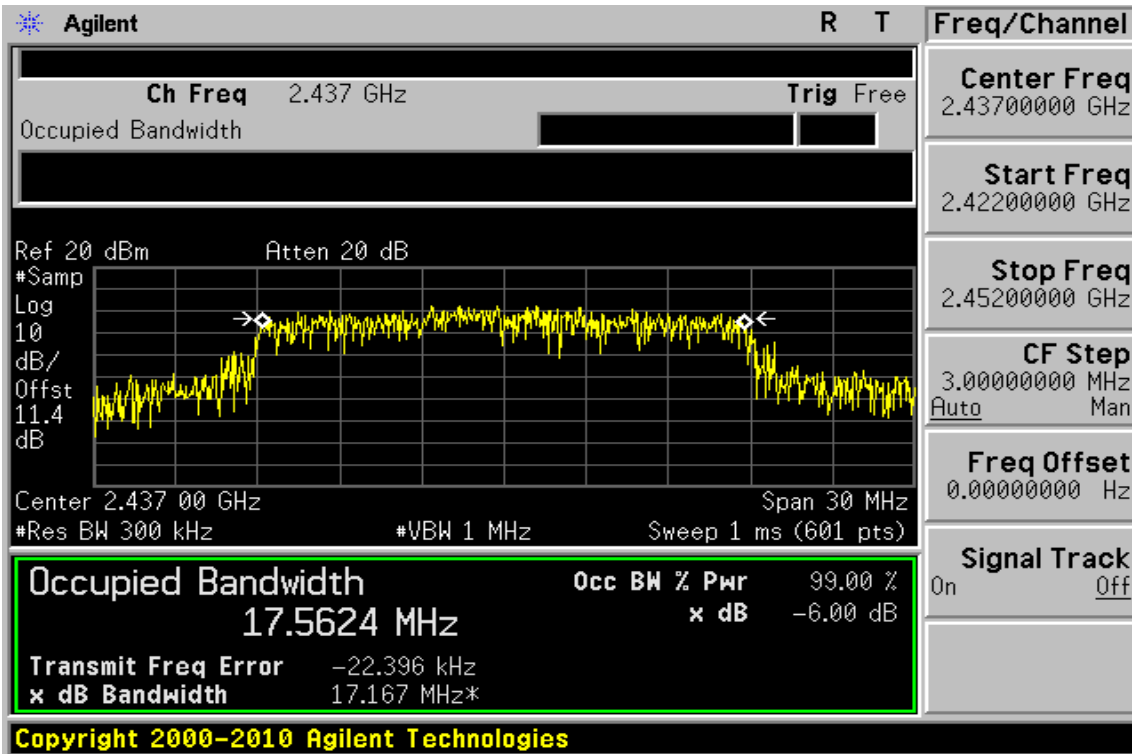 Agilent R T
Ch Freq 2.437 GHz Trig Free
Occupied Bandwidth
Ref 20 dBm Atten 20 dB
#Samp
Log
10
dB/
Offst
11.4
dB
Center 2.437 00 GHz Span 30 MHz
#Res BW 300 kHz #VBW 1 MHz Sweep 1 ms (601 pts)
Occupied Bandwidth Occ BW % Pwr 99.00 %
17.5624 MHz x dB -6.00 dB
Transmit Freq Error -22.396 kHz
x dB Bandwidth 17.167 MHz*
Copyright 2000-2010 Agilent Technologies
Freq/Channel
Center Freq
2.43700000 GHz
Start Freq
2.42200000 GHz
Stop Freq
2.45200000 GHz
CF Step
3.00000000 MHz
Auto Man
Freq Offset
0.00000000 Hz
Signal Track
On Off